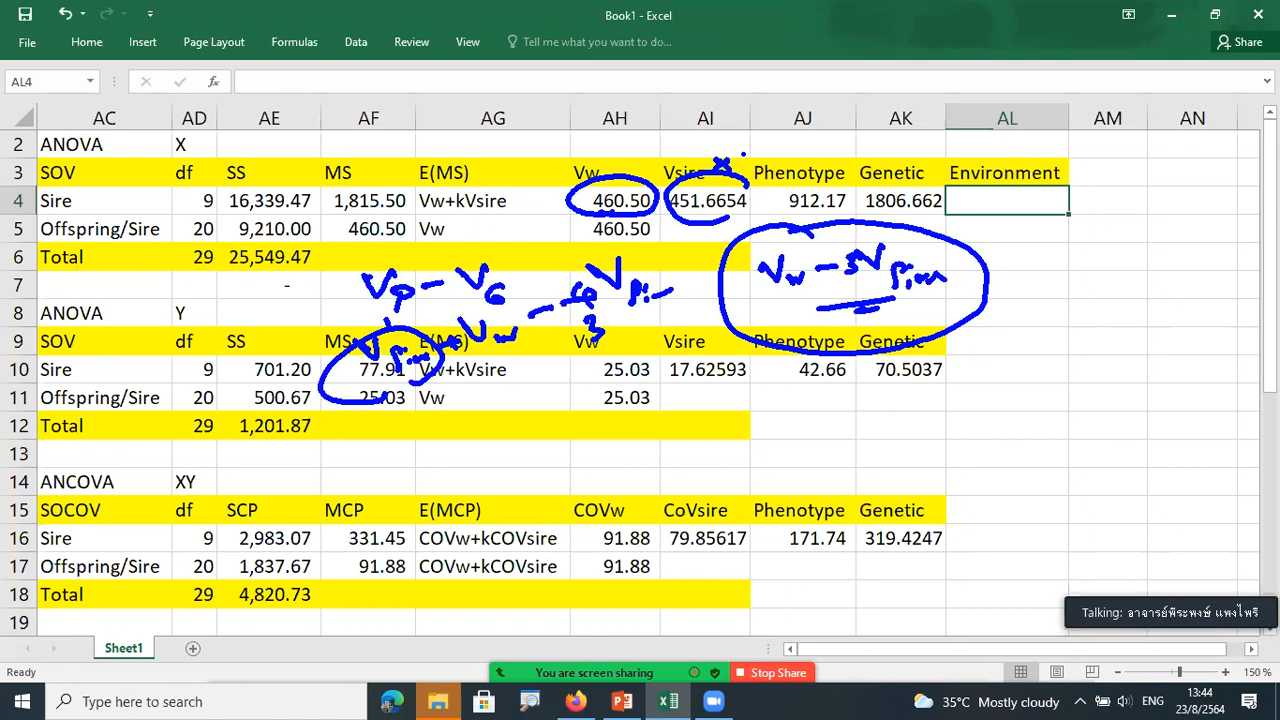 Book1 - Excel
File Home Insert Page Layout Formulas Data Review View Tell me what you want to do... Share
AL4 fx
AC AD AE AF AG AH AI AJ AK AL AM AN
2 ANOVA X
3 SOV df SS MS E(MS) Vw Vsire Phenotype Genetic Environment
4 Sire 9 16,339.47 1,815.50 Vw+kVsire 460.50 451.6654 912.17 1806.662
5 Offspring/Sire 20 9,210.00 460.50 Vw 460.50
6 Total 29 25,549.47
Vw - 3Vsire
7 -
Vp - VG
8 ANOVA Y
9 SOV df SS MS E(MS) Vw Vsire Phenotype Genetic
10 Sire 9 701.20 77.91 Vw+kVsire 25.03 17.62593 42.66 70.5037
11 Offspring/Sire 20 500.67 25.03 Vw 25.03
12 Total 29 1,201.87
13
14 ANCOVA XY
15 SOCOV df SCP MCP E(MCP) COVw CoVsire Phenotype Genetic
16 Sire 9 2,983.07 331.45 COVw+kCOVsire 91.88 79.85617 171.74 319.4247
17 Offspring/Sire 20 1,837.67 91.88 COVw+kCOVsire 91.88
18 Total 29 4,820.73
19
Talking: อาจารย์พีระพงษ์ แพงไพรี
Sheet1
Ready
You are screen sharing Stop Share
150 %
Type here to search
35°C Mostly cloudy ENG
13:44
23/8/2564